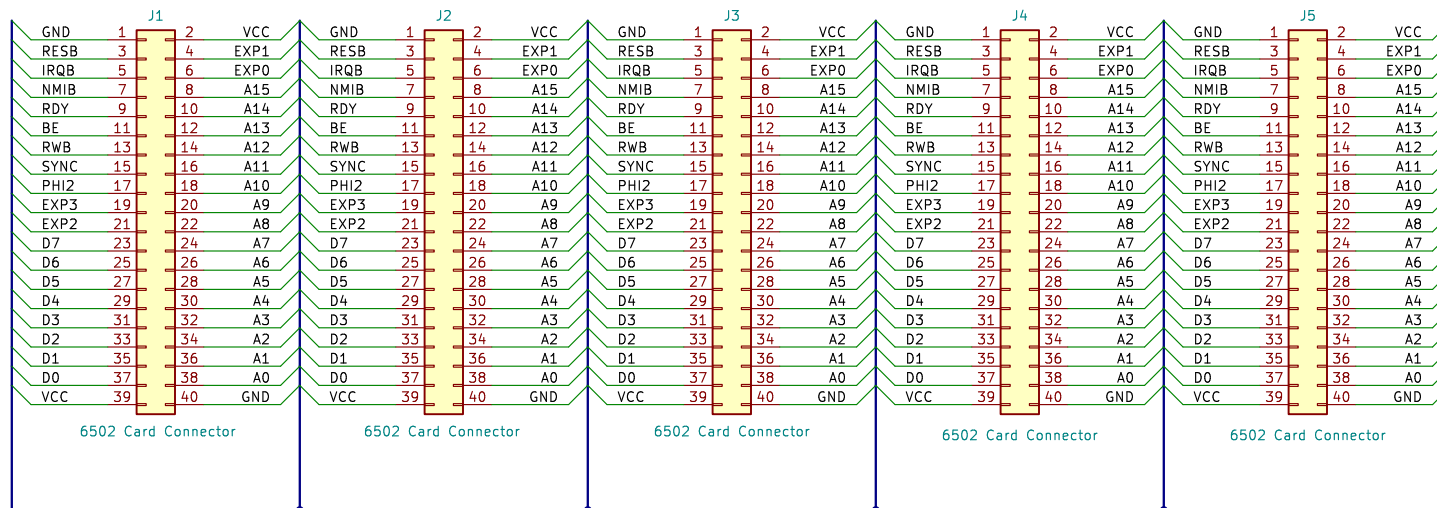 J1 J2 J3 J4 J5
GND 1 2 VCC GND 1 2 VCC GND 1 2 VCC GND 1 2 VCC GND 1 2 VCC
RESB 3 4 EXP1 RESB 3 4 EXP1 RESB 3 4 EXP1 RESB 3 4 EXP1 RESB 3 4 EXP1
IRQB 5 6 EXP0 IRQB 5 6 EXP0 IRQB 5 6 EXP0 IRQB 5 6 EXP0 IRQB 5 6 EXP0
NMIB 7 8 A15 NMIB 7 8 A15 NMIB 7 8 A15 NMIB 7 8 A15 NMIB 7 8 A15
RDY 9 10 A14 RDY 9 10 A14 RDY 9 10 A14 RDY 9 10 A14 RDY 9 10 A14
BE 11 12 A13 BE 11 12 A13 BE 11 12 A13 BE 11 12 A13 BE 11 12 A13
RWB 13 14 A12 RWB 13 14 A12 RWB 13 14 A12 RWB 13 14 A12 RWB 13 14 A12
SYNC 15 16 A11 SYNC 15 16 A11 SYNC 15 16 A11 SYNC 15 16 A11 SYNC 15 16 A11
PHI2 17 18 A10 PHI2 17 18 A10 PHI2 17 18 A10 PHI2 17 18 A10 PHI2 17 18 A10
EXP3 19 20 A9 EXP3 19 20 A9 EXP3 19 20 A9 EXP3 19 20 A9 EXP3 19 20 A9
EXP2 21 22 A8 EXP2 21 22 A8 EXP2 21 22 A8 EXP2 21 22 A8 EXP2 21 22 A8
D7 23 24 A7 D7 23 24 A7 D7 23 24 A7 D7 23 24 A7 D7 23 24 A7
D6 25 26 A6 D6 25 26 A6 D6 25 26 A6 D6 25 26 A6 D6 25 26 A6
D5 27 28 A5 D5 27 28 A5 D5 27 28 A5 D5 27 28 A5 D5 27 28 A5
D4 29 30 A4 D4 29 30 A4 D4 29 30 A4 D4 29 30 A4 D4 29 30 A4
D3 31 32 A3 D3 31 32 A3 D3 31 32 A3 D3 31 32 A3 D3 31 32 A3
D2 33 34 A2 D2 33 34 A2 D2 33 34 A2 D2 33 34 A2 D2 33 34 A2
D1 35 36 A1 D1 35 36 A1 D1 35 36 A1 D1 35 36 A1 D1 35 36 A1
D0 37 38 A0 D0 37 38 A0 D0 37 38 A0 D0 37 38 A0 D0 37 38 A0
VCC 39 40 GND VCC 39 40 GND VCC 39 40 GND VCC 39 40 GND VCC 39 40 GND
6502 Card Connector 6502 Card Connector 6502 Card Connector 6502 Card Connector 6502 Card Connector